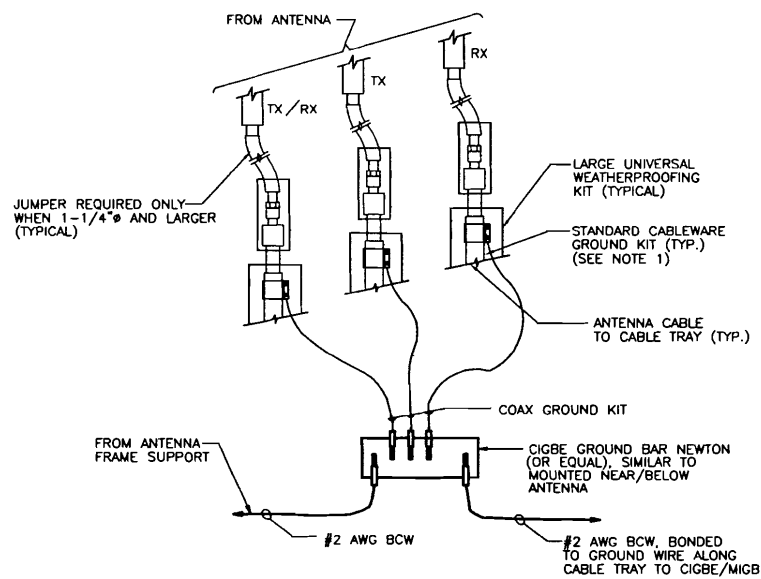 FROM ANTENNA
RX
TX
TX/RX
LARGE UNIVERSAL
WEATHERPROOFING
KIT (TYPICAL)
JUMPER REQUIRED ONLY
WHEN 1-1/4"ø AND LARGER
(TYPICAL)
STANDARD CABLEWARE
GROUND KIT (TYP.)
(SEE NOTE 1)
ANTENNA CABLE
TO CABLE TRAY (TYP.)
COAX GROUND KIT
FROM ANTENNA
FRAME SUPPORT
CIGBE GROUND BAR NEWTON
(OR EQUAL), SIMILAR TO
MOUNTED NEAR/BELOW
ANTENNA
#2 AWG BCW
#2 AWG BCW, BONDED
TO GROUND WIRE ALONG
CABLE TRAY TO CIGBE/MIGB